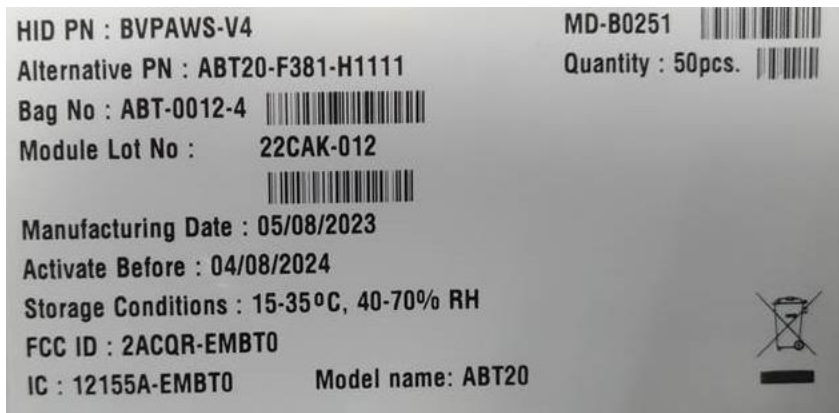 HID PN : BVPAWS-V4
MD-B0251
Alternative PN : ABT20-F381-H1111
Quantity : 50pcs.
Bag No : ABT-0012-4
Module Lot No : 22CAK-012
Manufacturing Date : 05/08/2023
Activate Before : 04/08/2024
Storage Conditions : 15-35ºC, 40-70% RH
FCC ID : 2ACQR-EMBT0
IC : 12155A-EMBT0 Model name: ABT20